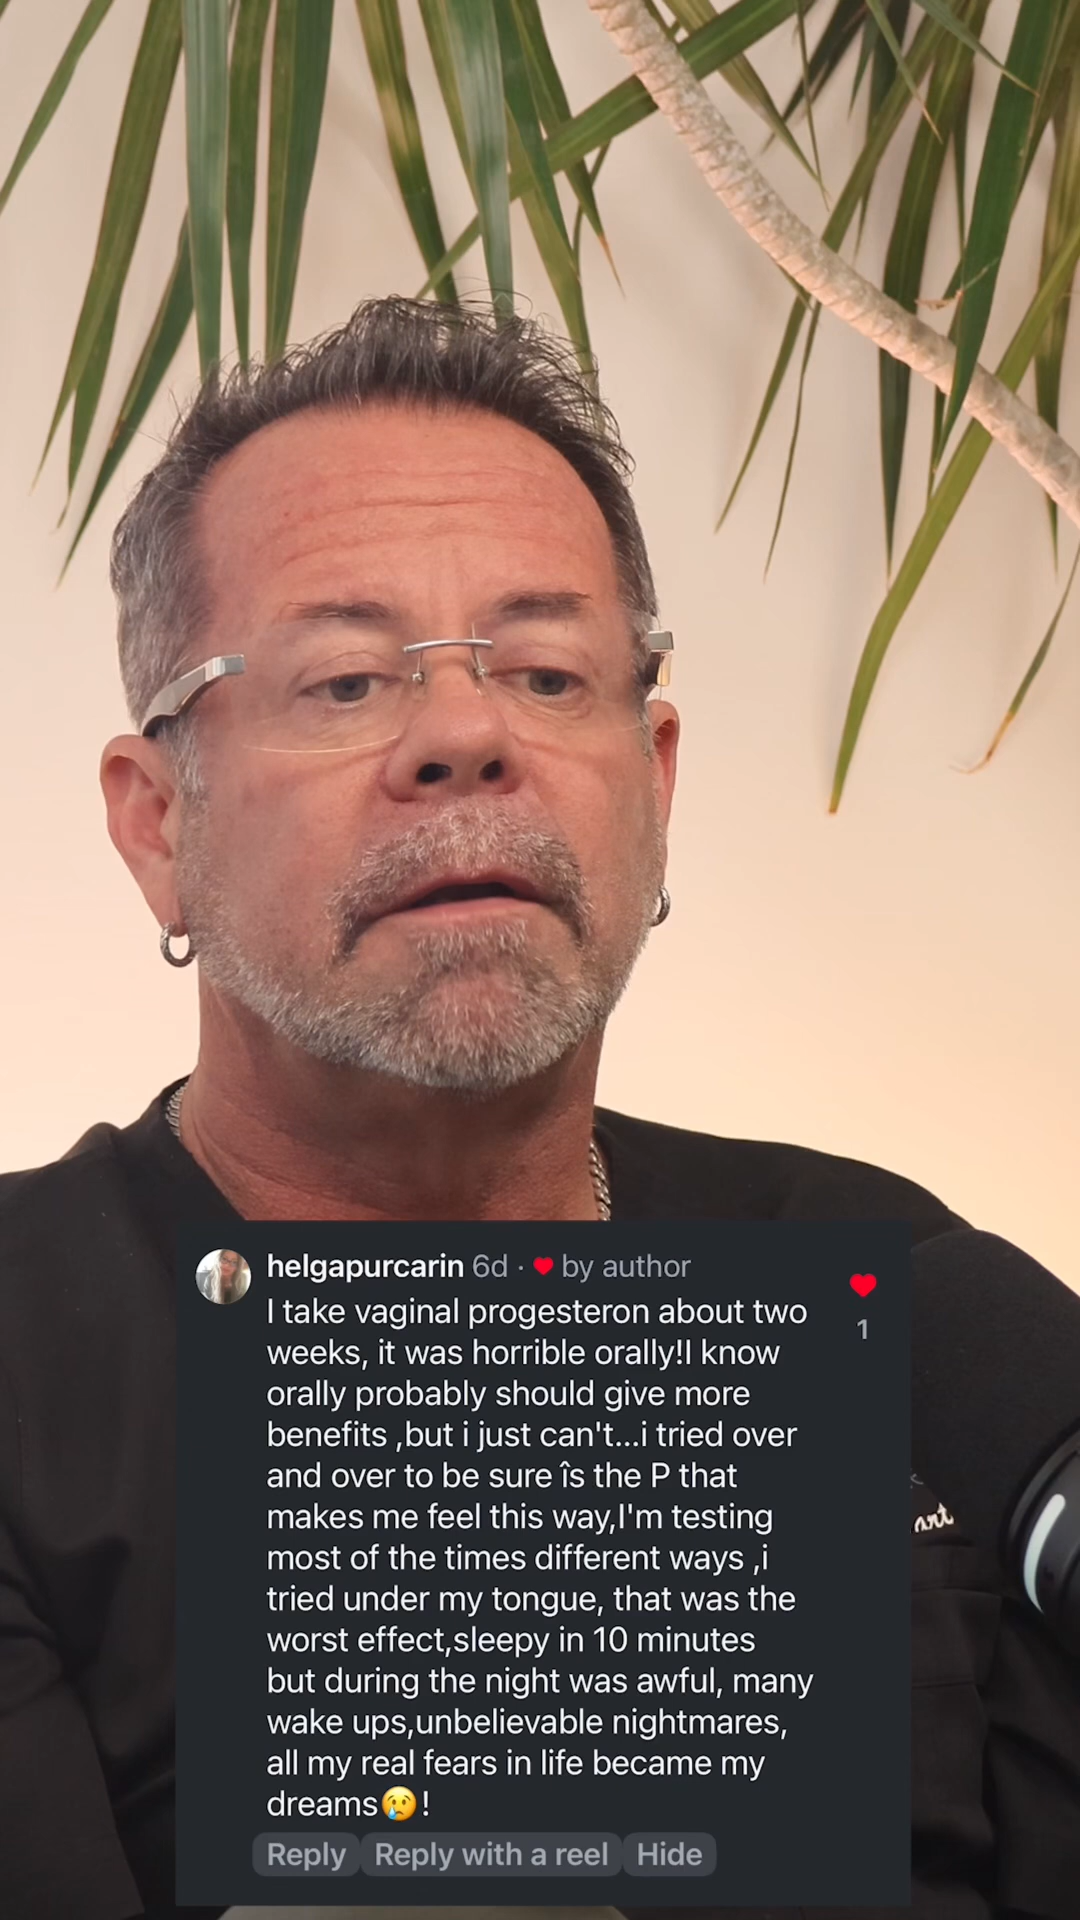 helgapurcarin 6d · ❤️ by author
I take vaginal progesteron about two
1
weeks, it was horrible orally!I know
orally probably should give more
benefits ,but i just can't...i tried over
and over to be sure îs the P that
makes me feel this way,I'm testing
most of the times different ways ,i
tried under my tongue, that was the
worst effect,sleepy in 10 minutes
but during the night was awful, many
wake ups,unbelievable nightmares,
all my real fears in life became my
dreams😢!
Reply Reply with a reel Hide